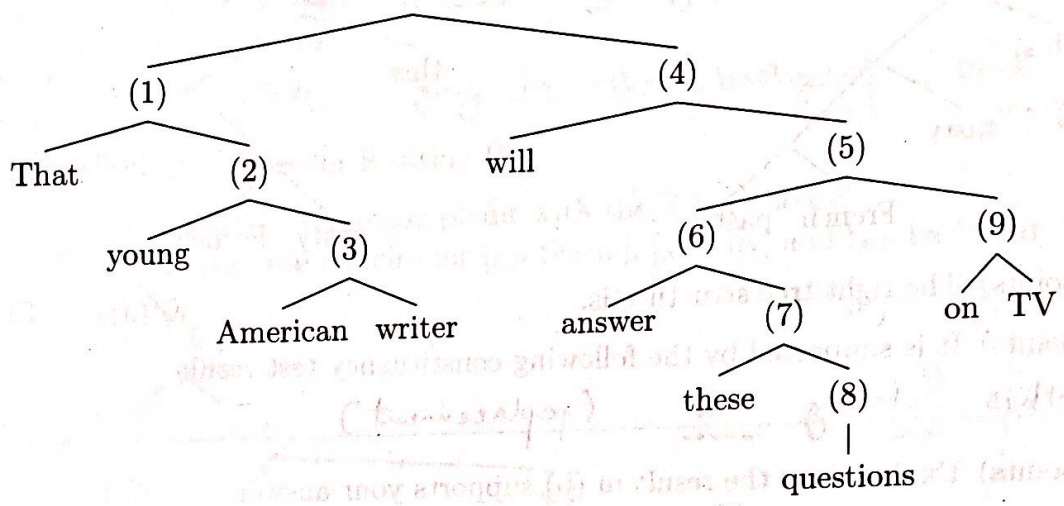 (1) (4)
That (2) will (5)
young (3) (6) (9)
American writer answer (7) on TV
these (8)
questions